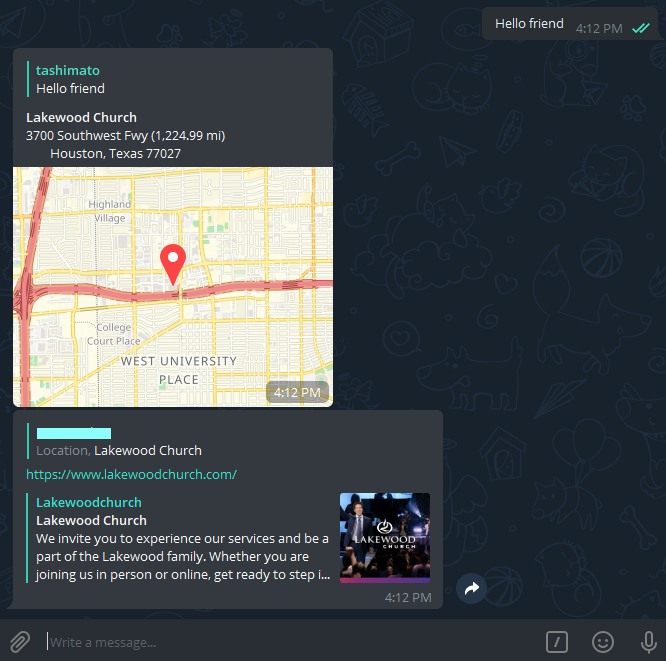 Hello friend
4:12 PM
tashimato
Hello friend
Lakewood Church
3700 Southwest Fwy (1,224.99 mi)
Houston, Texas 77027
Highland
Village
College
Court Place
WEST UNIVERSITY
PLACE
4:12 PM
Location, Lakewood Church
https://www.lakewoodchurch.com/
Lakewoodchurch
Lakewood Church
We invite you to experience our services and be a
part of the Lakewood family. Whether you are
joining us in person or online, get ready to step i...
LAKEWOOD
CHURCH
4:12 PM
Write a message...